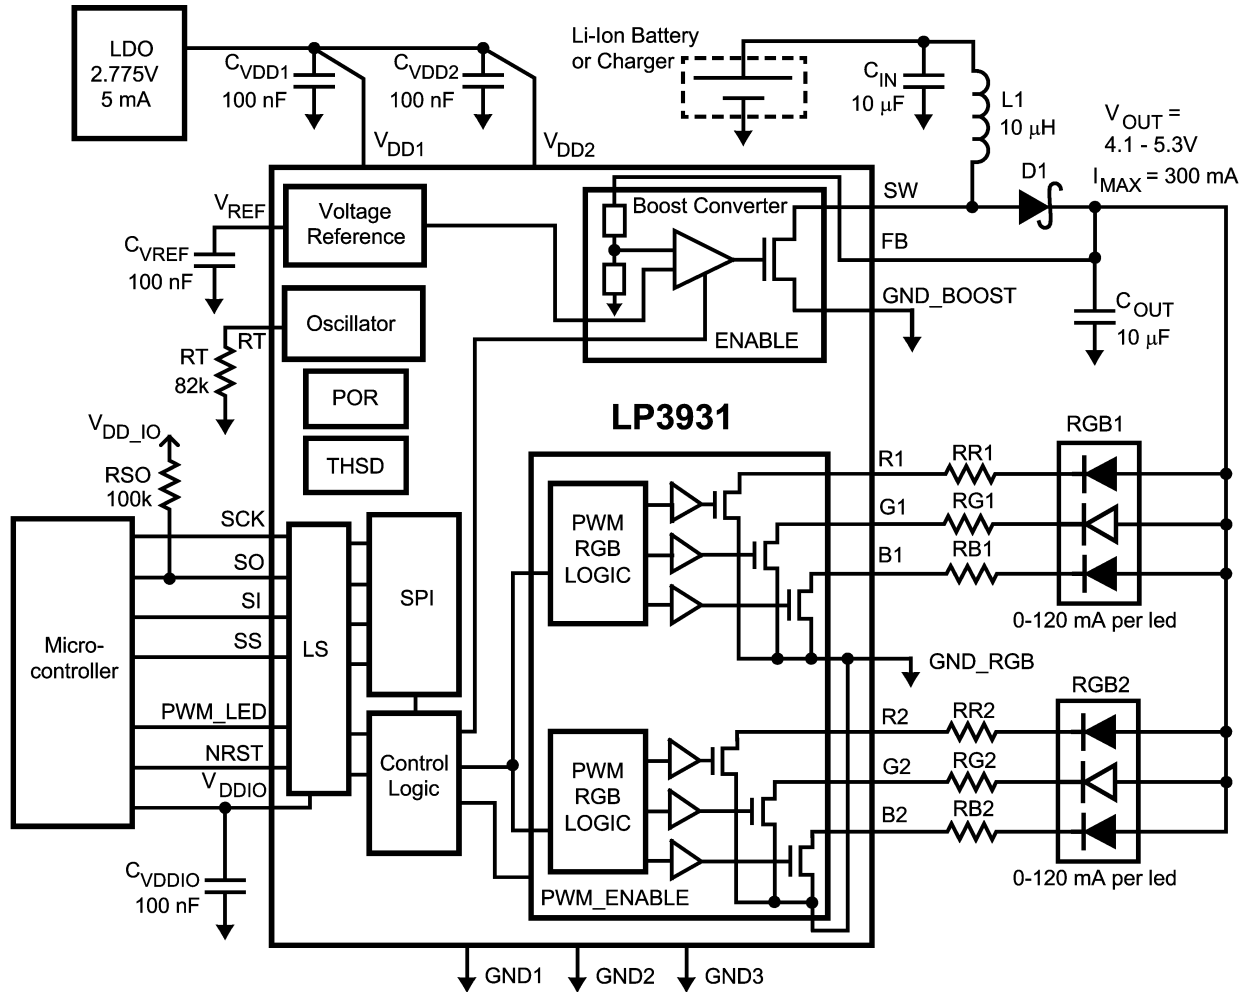 LDO
2.775V
5 mA
CVDD1
100 nF
CVDD2
100 nF
Li-Ion Battery
or Charger
CIN
10 μF
L1
10 μH
VOUT =
4.1 - 5.3V
IMAX = 300 mA
D1
VDD1
VDD2
VREF
CVREF
100 nF
Voltage
Reference
Boost Converter
SW
FB
GND_BOOST
COUT
10 μF
ENABLE
Oscillator
RT
RT
82k
POR
THSD
LP3931
VDD_IO
RSO
100k
SCK
SO
SI
SS
PWM_LED
NRST
VDDIO
Micro-
controller
LS
SPI
Control
Logic
CVDDIO
100 nF
PWM
RGB
LOGIC
R1
RR1
G1
RG1
B1
RB1
RGB1
0-120 mA per led
GND_RGB
PWM
RGB
LOGIC
R2
RR2
G2
RG2
B2
RB2
RGB2
0-120 mA per led
PWM_ENABLE
GND1
GND2
GND3